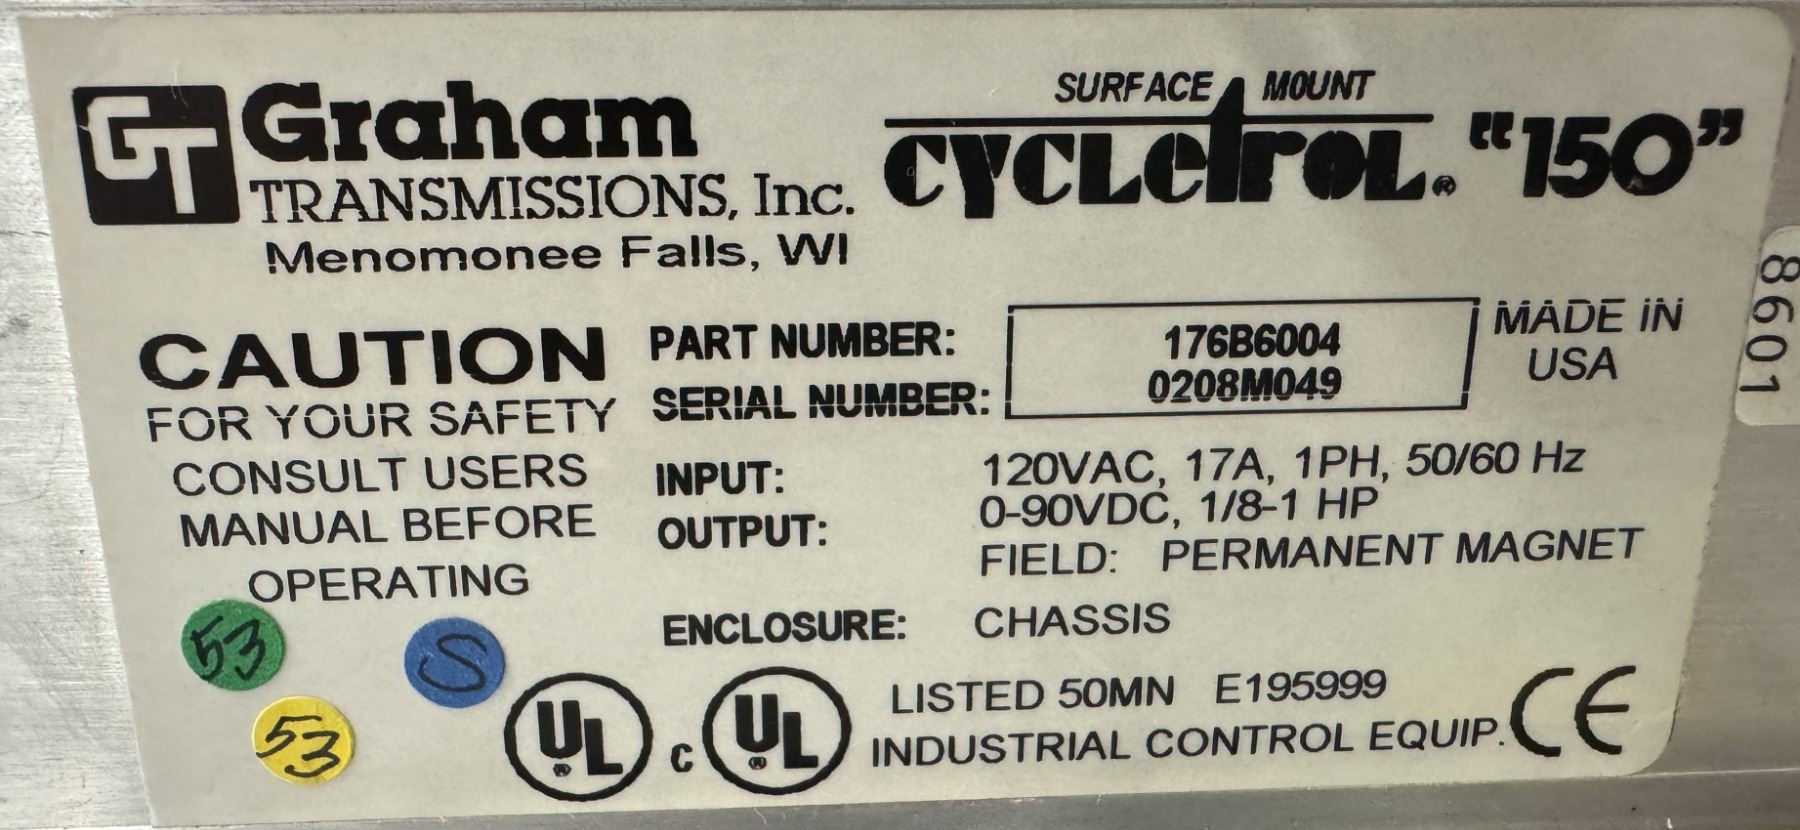 GT Graham
TRANSMISSIONS, Inc.
Menomonee Falls, WI
SURFACE MOUNT
CYCLETROL® "150"
CAUTION
FOR YOUR SAFETY
CONSULT USERS
MANUAL BEFORE
OPERATING
PART NUMBER: 176B6004
SERIAL NUMBER: 0208M049
MADE IN
USA
INPUT: 120VAC, 17A, 1PH, 50/60 Hz
OUTPUT: 0-90VDC, 1/8-1 HP
FIELD: PERMANENT MAGNET
ENCLOSURE: CHASSIS
53
S
53
UL®
c UL®
LISTED 50MN E195999
INDUSTRIAL CONTROL EQUIP.
CE
8601